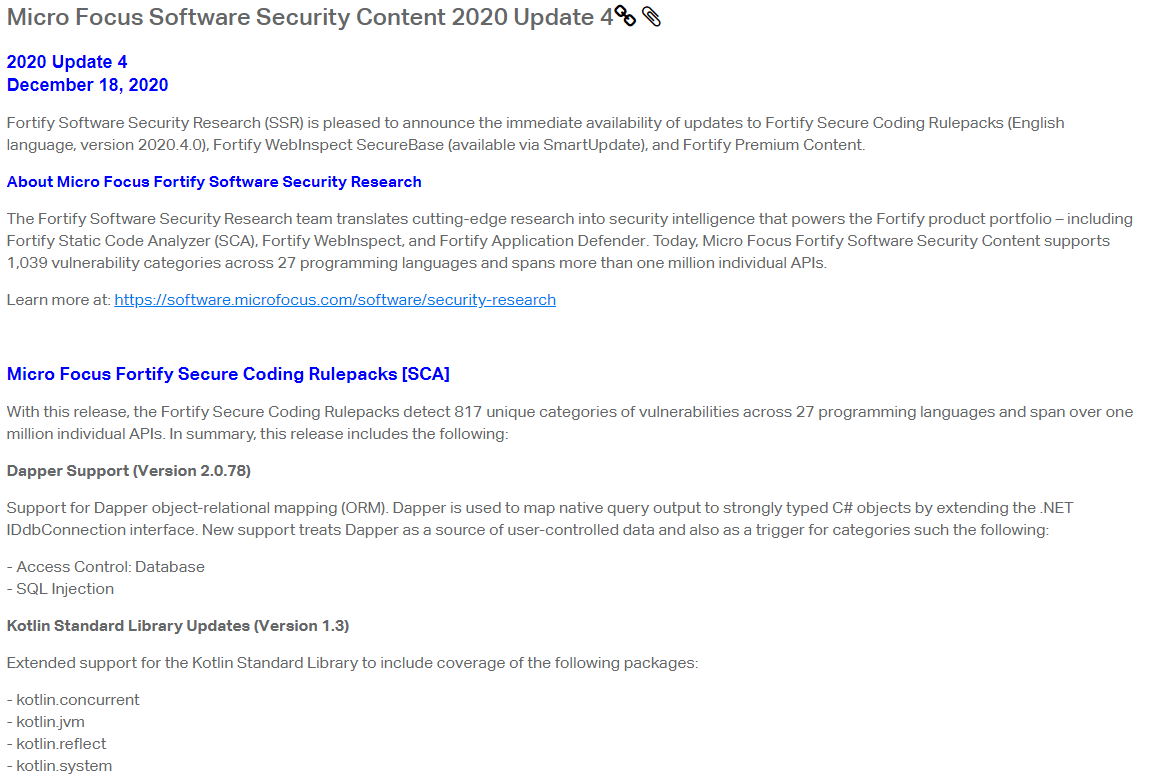 Micro Focus Software Security Content 2020 Update 4
2020 Update 4
December 18, 2020
Fortify Software Security Research (SSR) is pleased to announce the immediate availability of updates to Fortify Secure Coding Rulepacks (English
language, version 2020.4.0), Fortify WebInspect SecureBase (available via SmartUpdate), and Fortify Premium Content.
About Micro Focus Fortify Software Security Research
The Fortify Software Security Research team translates cutting-edge research into security intelligence that powers the Fortify product portfolio – including
Fortify Static Code Analyzer (SCA), Fortify WebInspect, and Fortify Application Defender. Today, Micro Focus Fortify Software Security Content supports
1,039 vulnerability categories across 27 programming languages and spans more than one million individual APIs.
Learn more at: https://software.microfocus.com/software/security-research
Micro Focus Fortify Secure Coding Rulepacks [SCA]
With this release, the Fortify Secure Coding Rulepacks detect 817 unique categories of vulnerabilities across 27 programming languages and span over one
million individual APIs. In summary, this release includes the following:
Dapper Support (Version 2.0.78)
Support for Dapper object-relational mapping (ORM). Dapper is used to map native query output to strongly typed C# objects by extending the .NET
IDdbConnection interface. New support treats Dapper as a source of user-controlled data and also as a trigger for categories such the following:
- Access Control: Database
- SQL Injection
Kotlin Standard Library Updates (Version 1.3)
Extended support for the Kotlin Standard Library to include coverage of the following packages:
- kotlin.concurrent
- kotlin.jvm
- kotlin.reflect
- kotlin.system